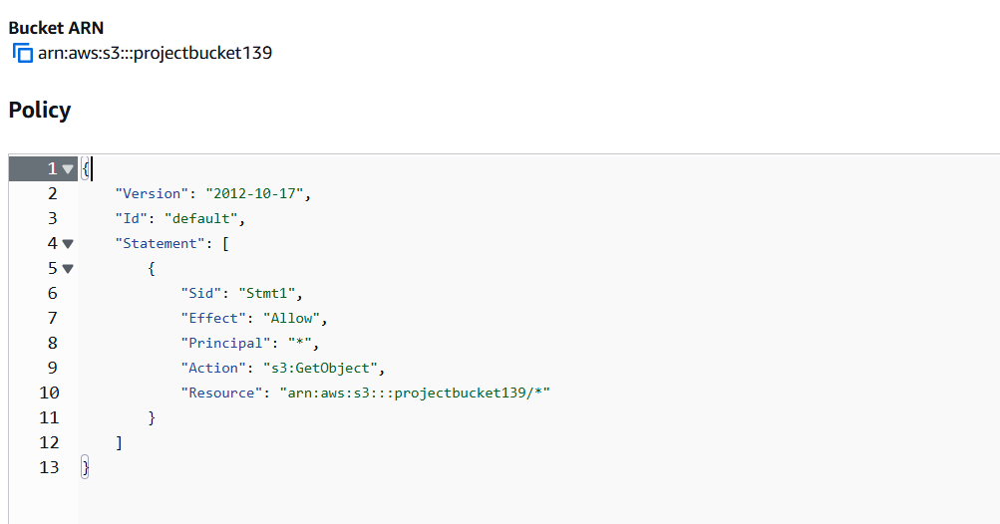 Bucket ARN
arn:aws:s3:::projectbucket139
Policy
1 {
2 "Version": "2012-10-17",
3 "Id": "default",
4 "Statement": [
5 {
6 "Sid": "Stmt1",
7 "Effect": "Allow",
8 "Principal": "*",
9 "Action": "s3:GetObject",
10 "Resource": "arn:aws:s3:::projectbucket139/*"
11 }
12 ]
13 }